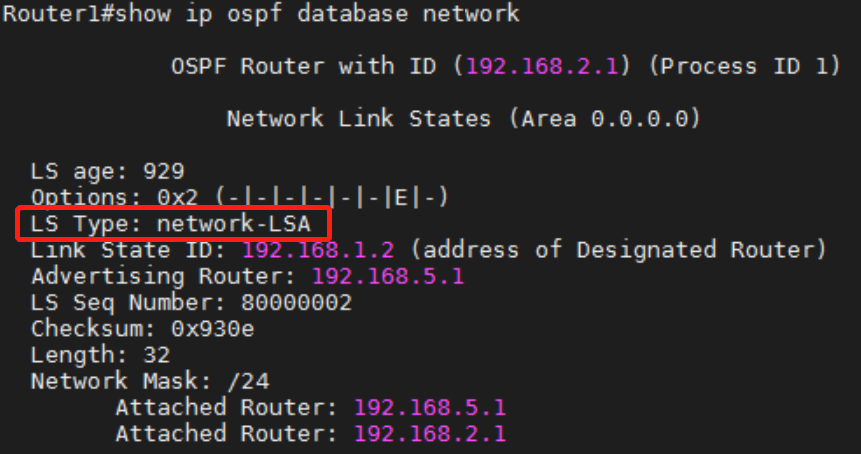 Router1#show ip ospf database network
OSPF Router with ID (192.168.2.1) (Process ID 1)
Network Link States (Area 0.0.0.0)
LS age: 929
Options: 0x2 (-|-|-|-|-|-|E|-)
LS Type: network-LSA
Link State ID: 192.168.1.2 (address of Designated Router)
Advertising Router: 192.168.5.1
LS Seq Number: 80000002
Checksum: 0x930e
Length: 32
Network Mask: /24
Attached Router: 192.168.5.1
Attached Router: 192.168.2.1